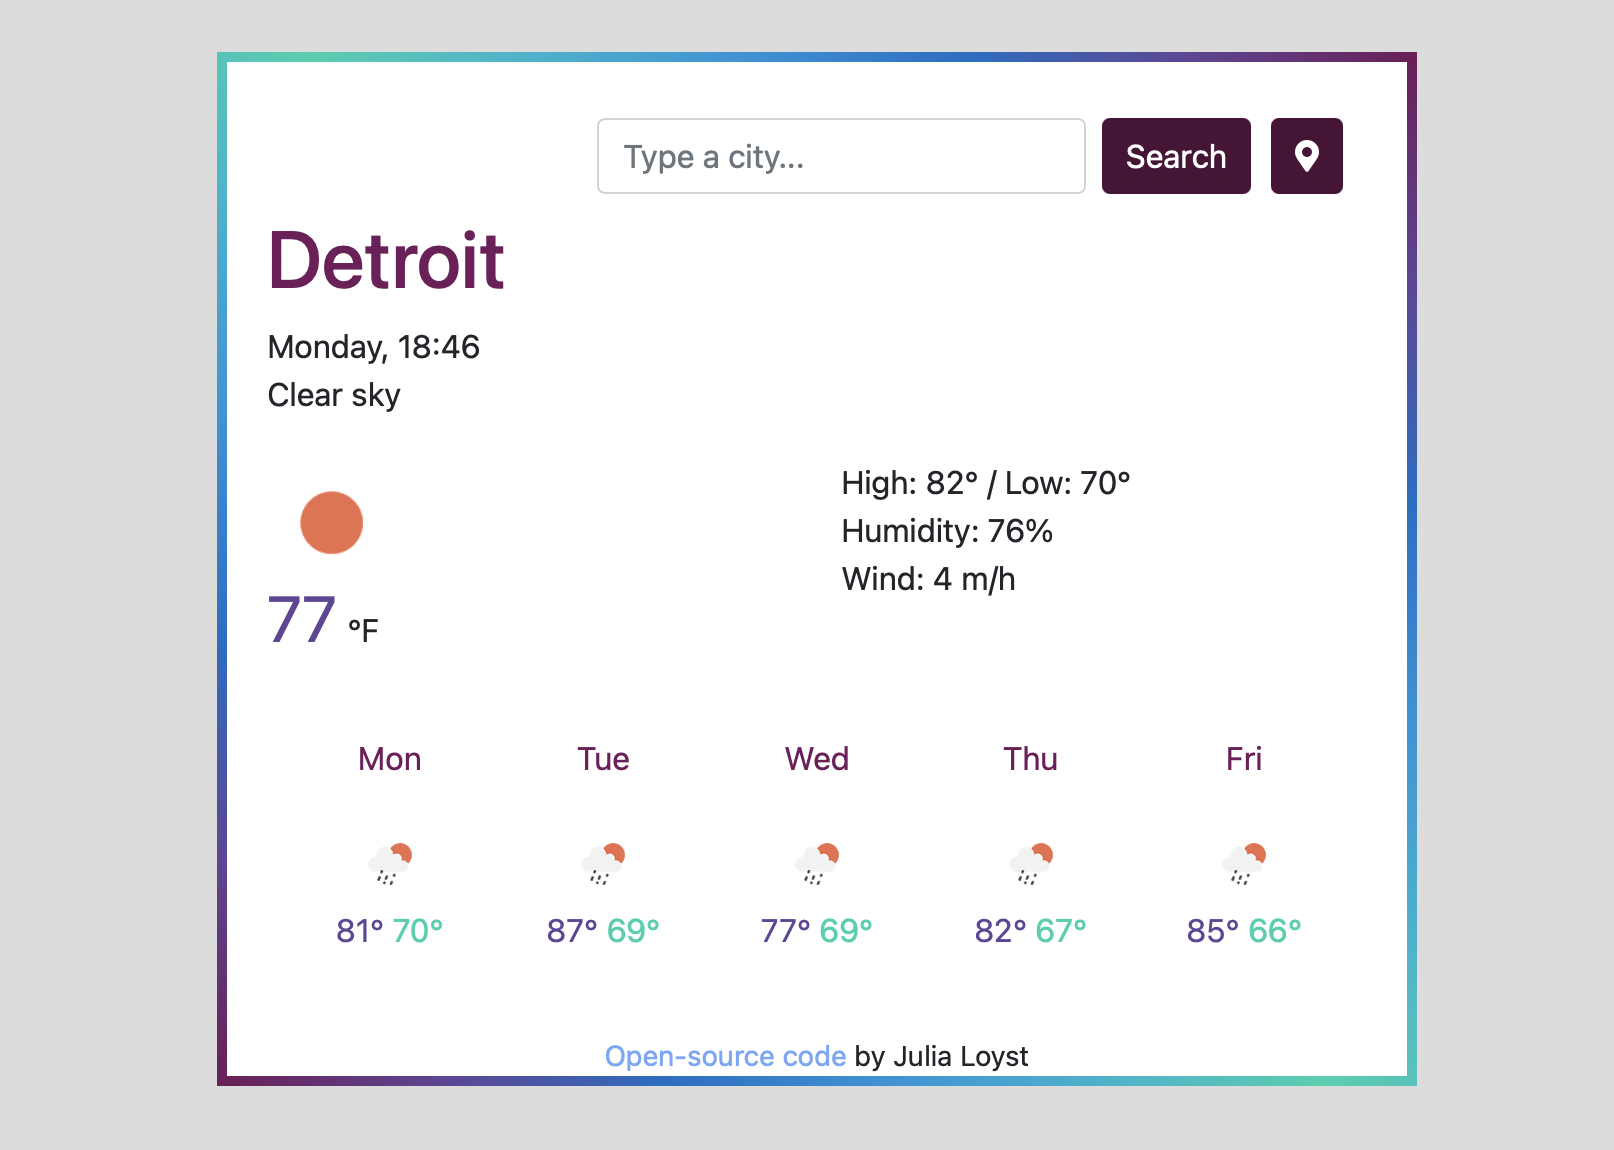 Type a city...
Search
Detroit
Monday, 18:46
Clear sky
High: 82° / Low: 70°
Humidity: 76%
Wind: 4 m/h
77 °F
Mon Tue Wed Thu Fri
81° 70° 87° 69° 77° 69° 82° 67° 85° 66°
Open-source code by Julia Loyst